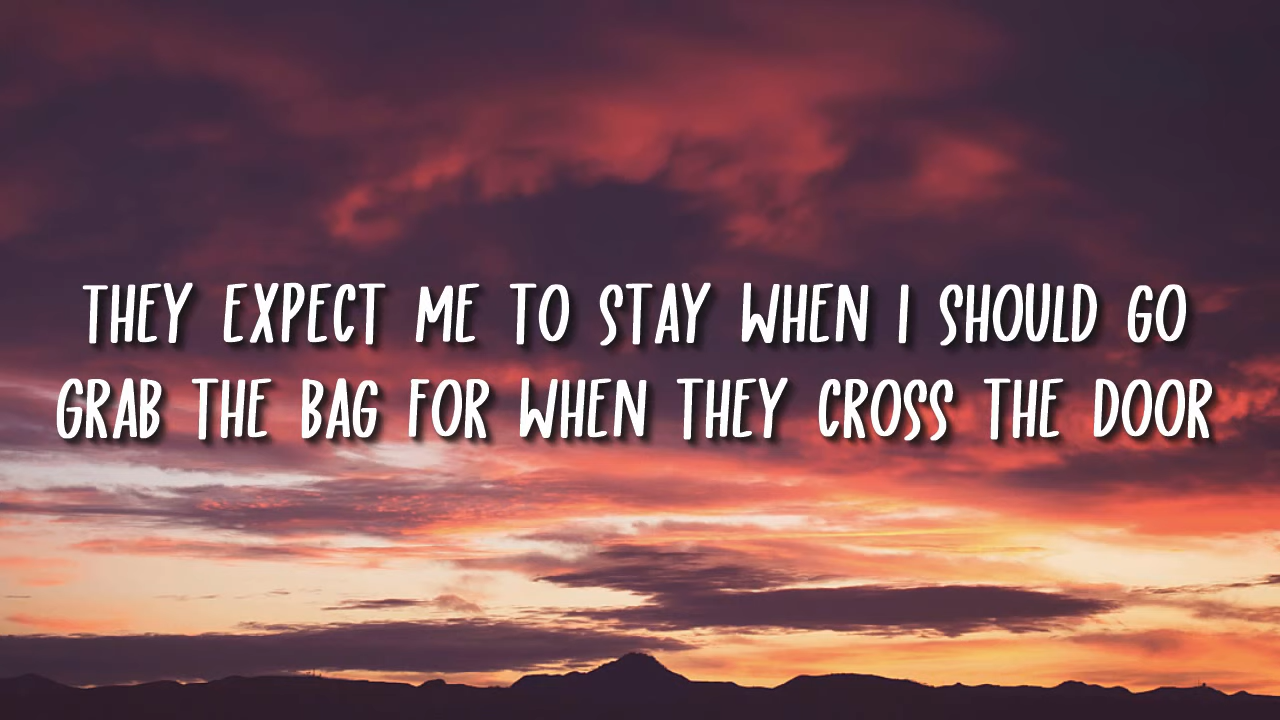 THEY EXPECT ME TO STAY WHEN I SHOULD GO
GRAB THE BAG FOR WHEN THEY CROSS THE DOOR